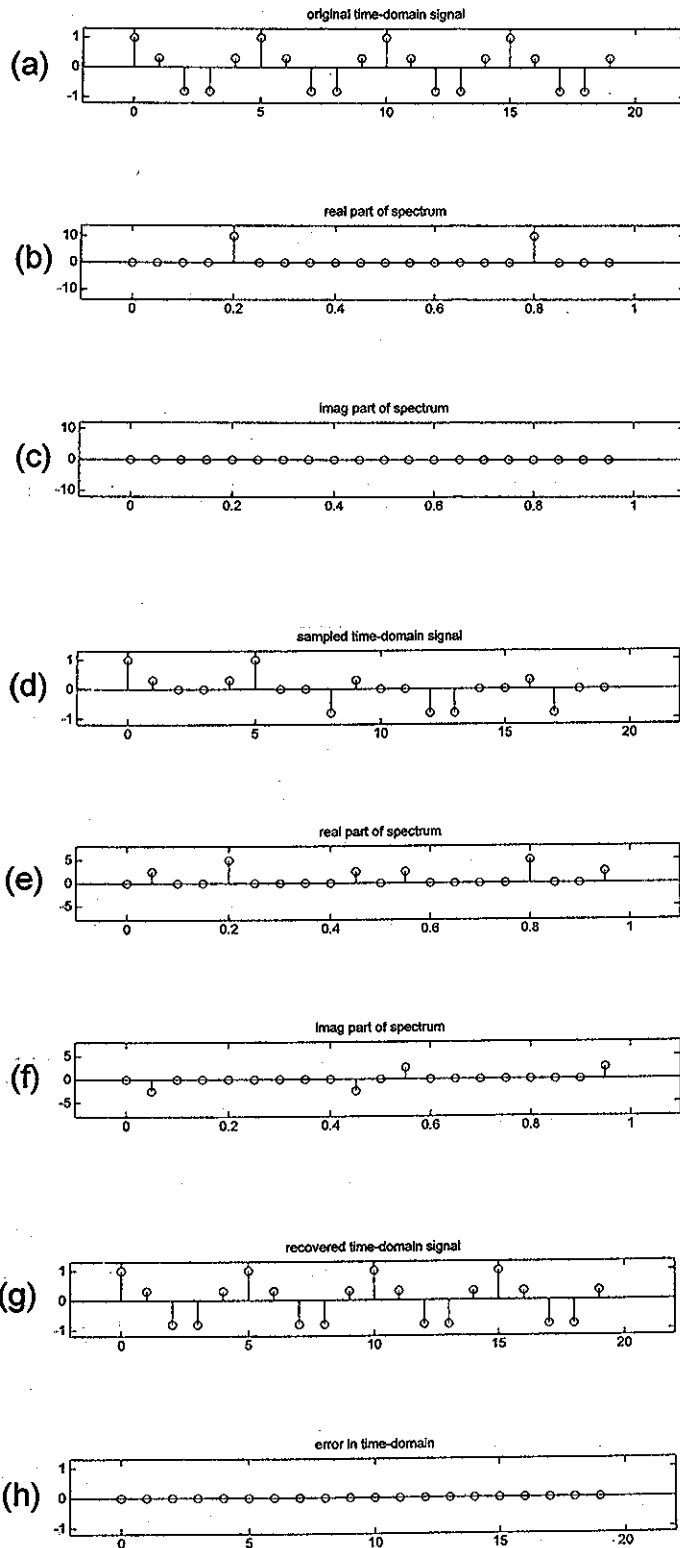 original time-domain signal
(a)
1
0
-1
0 5 10 15 20
real part of spectrum
(b)
10
0
-10
0 0.2 0.4 0.6 0.8 1
imag part of spectrum
(c)
10
0
-10
0 0.2 0.4 0.6 0.8 1
sampled time-domain signal
(d)
1
0
-1
0 5 10 15 20
real part of spectrum
(e)
5
0
-5
0 0.2 0.4 0.6 0.8 1
imag part of spectrum
(f)
5
0
-5
0 0.2 0.4 0.6 0.8 1
recovered time-domain signal
(g)
1
0
-1
0 5 10 15 20
error in time-domain
(h)
1
0
-1
0 5 10 15 20